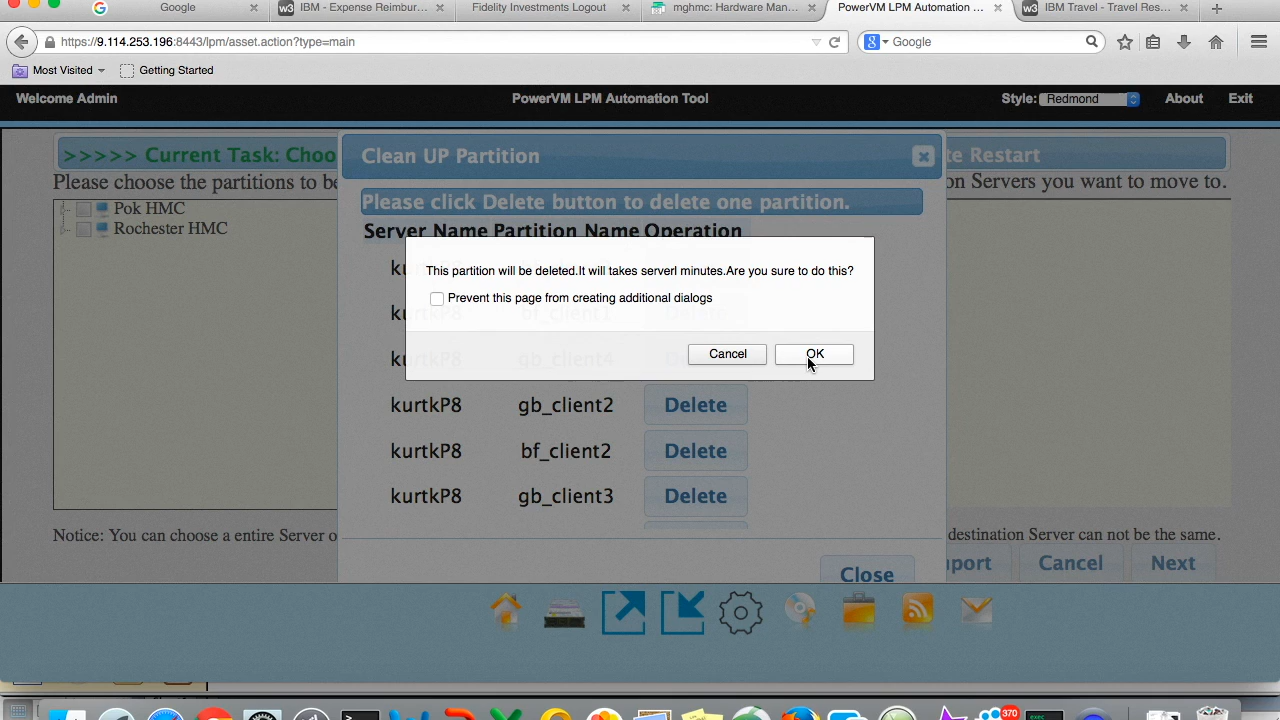 Google
IBM - Expense Reimbur...
Fidelity Investments Logout
mghmc: Hardware Man...
PowerVM LPM Automation ...
IBM Travel - Travel Res...
https://9.114.253.196:8443/lpm/asset.action?type=main
Google
Most Visited
Getting Started
Welcome Admin
PowerVM LPM Automation Tool
Style: Redmond
About
Exit
>>>>> Current Task: Choo
Clean UP Partition
te Restart
Please choose the partitions to be
Please click Delete button to delete one partition.
on Servers you want to move to.
Pok HMC
Rochester HMC
Server Name Partition Name Operation
This partition will be deleted.It will takes serverl minutes.Are you sure to do this?
Prevent this page from creating additional dialogs
kurtkP8 bf_client1
kurtkP8 gb_client4
Cancel
OK
kurtkP8 gb_client2 Delete
kurtkP8 bf_client2 Delete
kurtkP8 gb_client3 Delete
Notice: You can choose a entire Server o
destination Server can not be the same.
Close
port
Cancel
Next
370